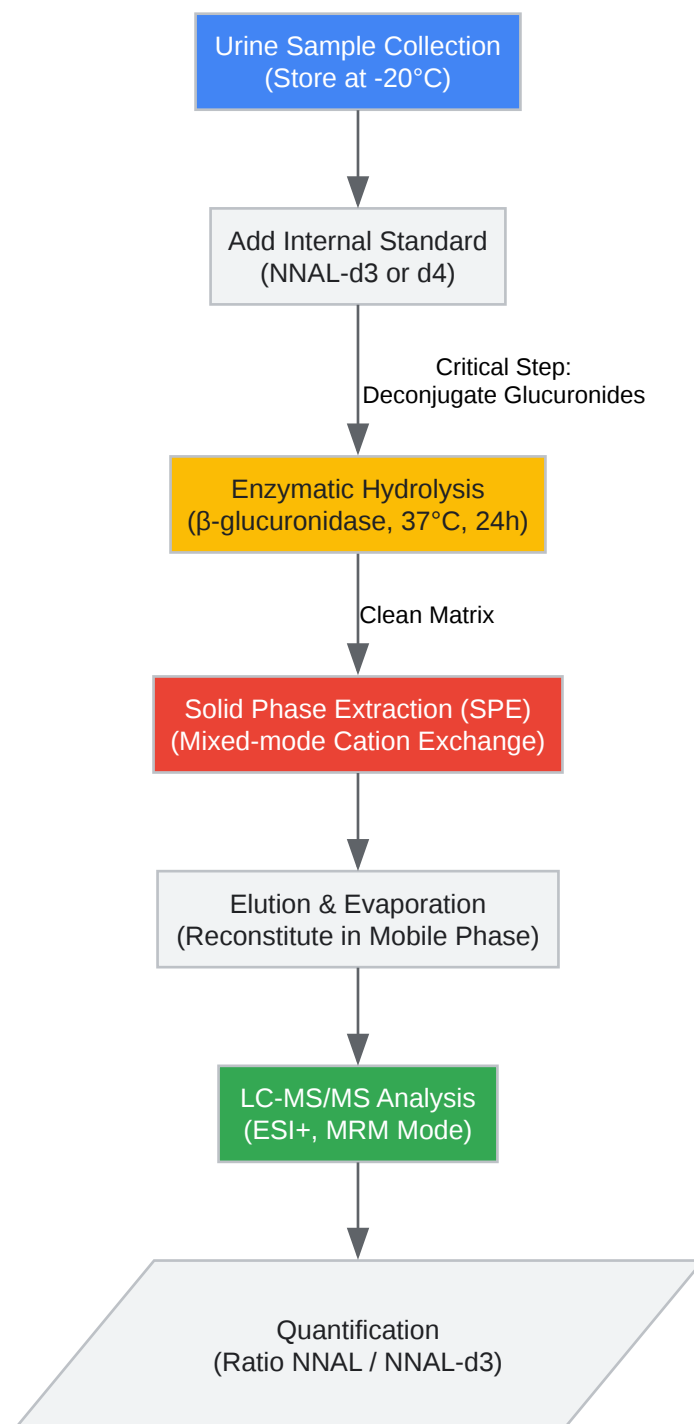 Urine Sample Collection
(Store at -20°C)
Add Internal Standard
(NNAL-d3 or d4)
Critical Step:
Deconjugate Glucuronides
Enzymatic Hydrolysis
(β-glucuronidase, 37°C, 24h)
Clean Matrix
Solid Phase Extraction (SPE)
(Mixed-mode Cation Exchange)
Elution & Evaporation
(Reconstitute in Mobile Phase)
LC-MS/MS Analysis
(ESI+, MRM Mode)
Quantification
(Ratio NNAL / NNAL-d3)